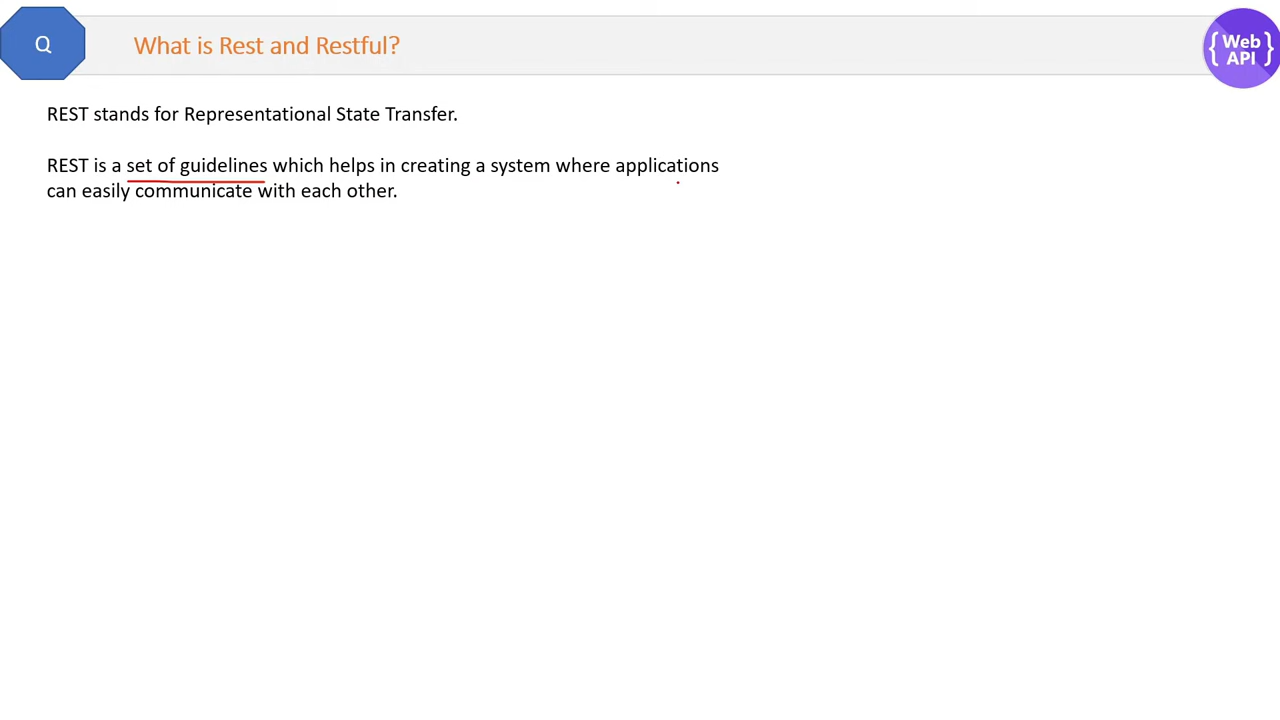 Q
What is Rest and Restful?
{ Web API }
REST stands for Representational State Transfer.
REST is a set of guidelines which helps in creating a system where applications
can easily communicate with each other.